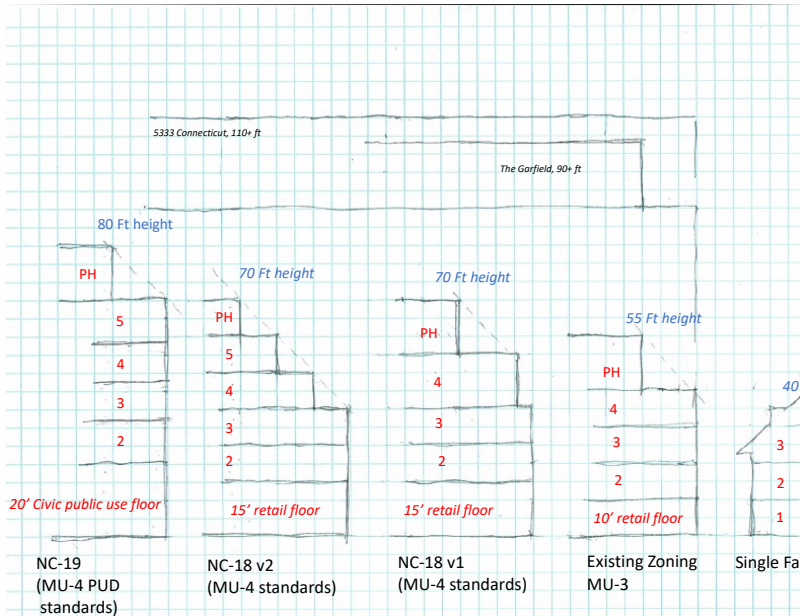 5333 Connecticut, 110+ ft
The Garfield, 90+ ft
80 Ft height
PH
5
4
3
2
20' Civic public use floor
NC-19
(MU-4 PUD
standards)
70 Ft height
PH
5
4
3
2
15' retail floor
NC-18 v2
(MU-4 standards)
70 Ft height
PH
4
3
2
15' retail floor
NC-18 v1
(MU-4 standards)
55 Ft height
PH
4
3
2
10' retail floor
Existing Zoning
MU-3
40
3
2
1
Single Fa